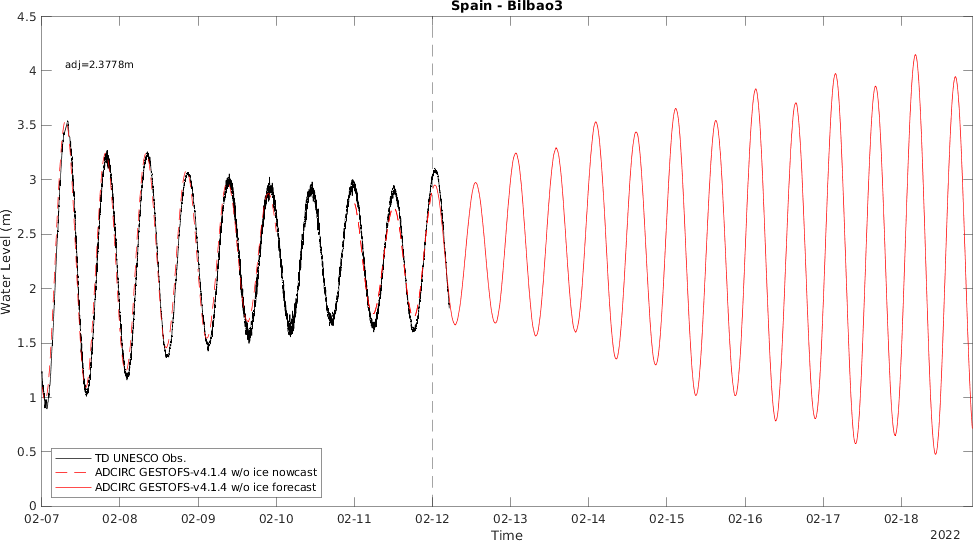 Spain - Bilbao3
4.5
4
3.5
3
2.5
2
1.5
1
0.5
0
Water Level (m)
adj=2.3778m
TD UNESCO Obs.
ADCIRC GESTOFS-v4.1.4 w/o ice nowcast
ADCIRC GESTOFS-v4.1.4 w/o ice forecast
02-07 02-08 02-09 02-10 02-11 02-12 02-13 02-14 02-15 02-16 02-17 02-18
Time
2022